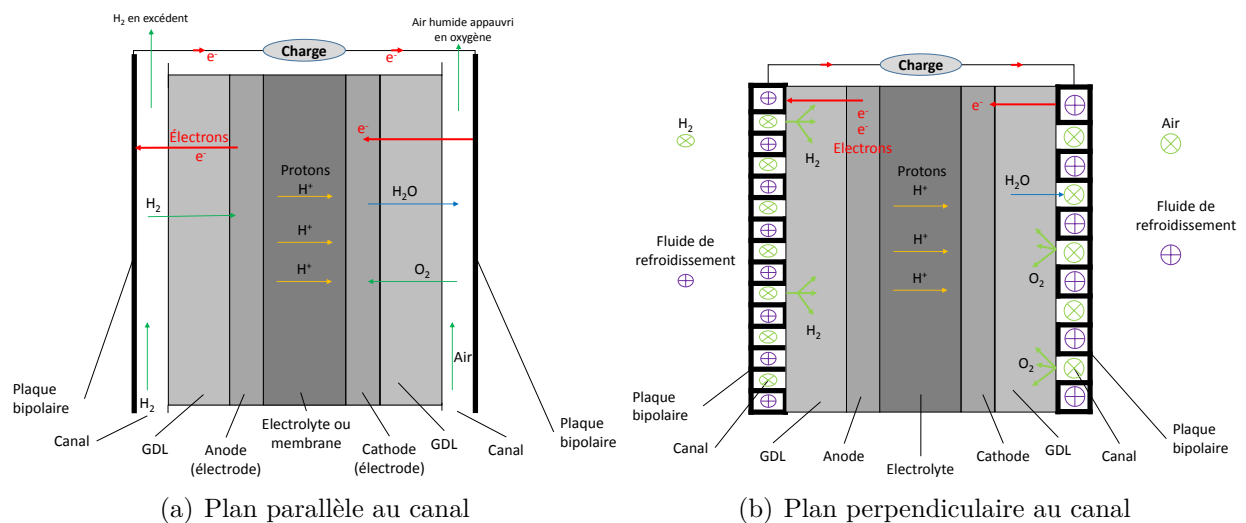 H₂ en excédent
Air humide appauvri
en oxygène
Charge
e⁻
e⁻
Électrons
e⁻
e⁻
Protons
H⁺
H⁺
H⁺
H₂
H₂O
O₂
Air
H₂
Plaque
bipolaire
Canal
GDL
Anode
(électrode)
Electrolyte ou
membrane
Cathode
(électrode)
GDL
Canal
Plaque
bipolaire
(a) Plan parallèle au canal
Charge
e⁻
e⁻
e⁻
Electrons
H₂
H₂
Protons
H⁺
H⁺
H⁺
H₂O
Air
Fluide de
refroidissement
Fluide de
refroidissement
O₂
H₂
O₂
Plaque
bipolaire
Canal
GDL
Anode
Electrolyte
Cathode
GDL
Canal
Plaque
bipolaire
(b) Plan perpendiculaire au canal